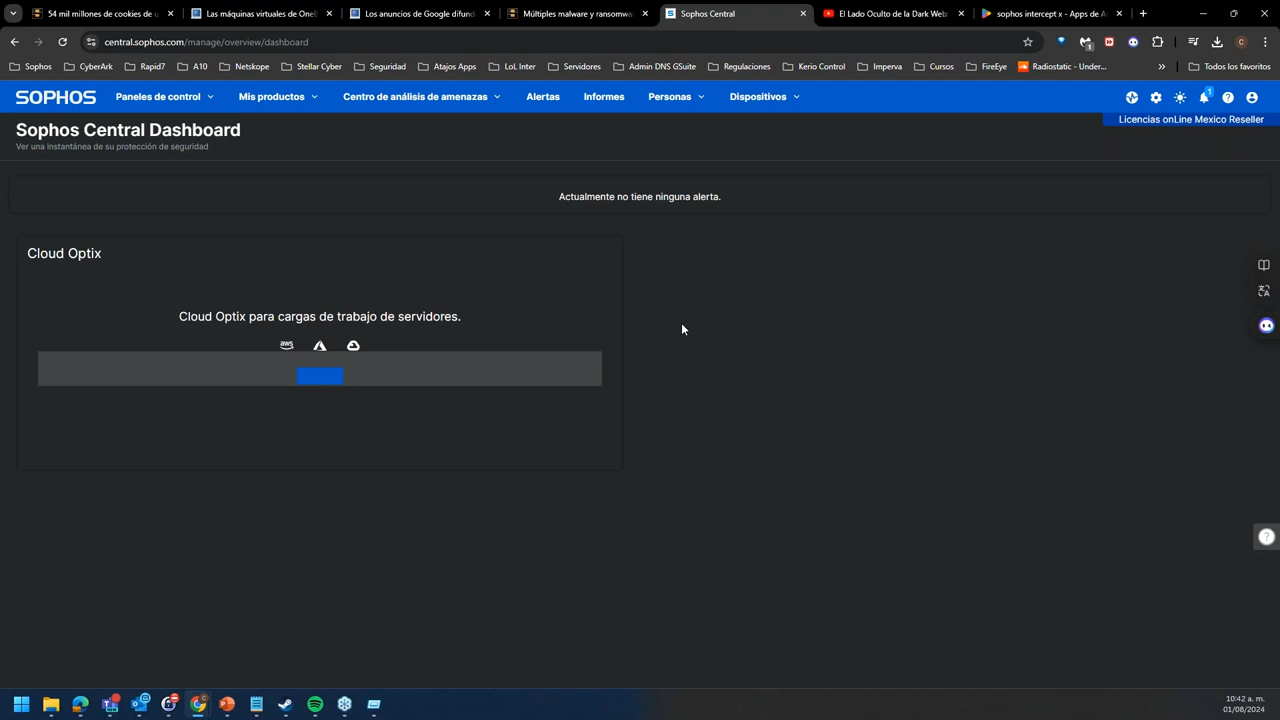 54 mil millones de cookies de u
Las máquinas virtuales de One
Los anuncios de Google difund
Múltiples malware y ransomwa
Sophos Central
El Lado Oculto de la Dark Web
sophos intercept x - Apps de A
central.sophos.com/manage/overview/dashboard
Sophos
CyberArk
Rapid7
A10
Netskope
Stellar Cyber
Seguridad
Atajos Apps
LoL Inter
Servidores
Admin DNS GSuite
Regulaciones
Kerio Control
Imperva
Cursos
FireEye
Radiostatic - Under...
»
Todos los favoritos
SOPHOS
Paneles de control
Mis productos
Centro de análisis de amenazas
Alertas
Informes
Personas
Dispositivos
1
Licencias onLine Mexico Reseller
Sophos Central Dashboard
Ver una instantánea de su protección de seguridad
Actualmente no tiene ninguna alerta.
Cloud Optix
Cloud Optix para cargas de trabajo de servidores.
aws
10:42 a. m.
01/08/2024